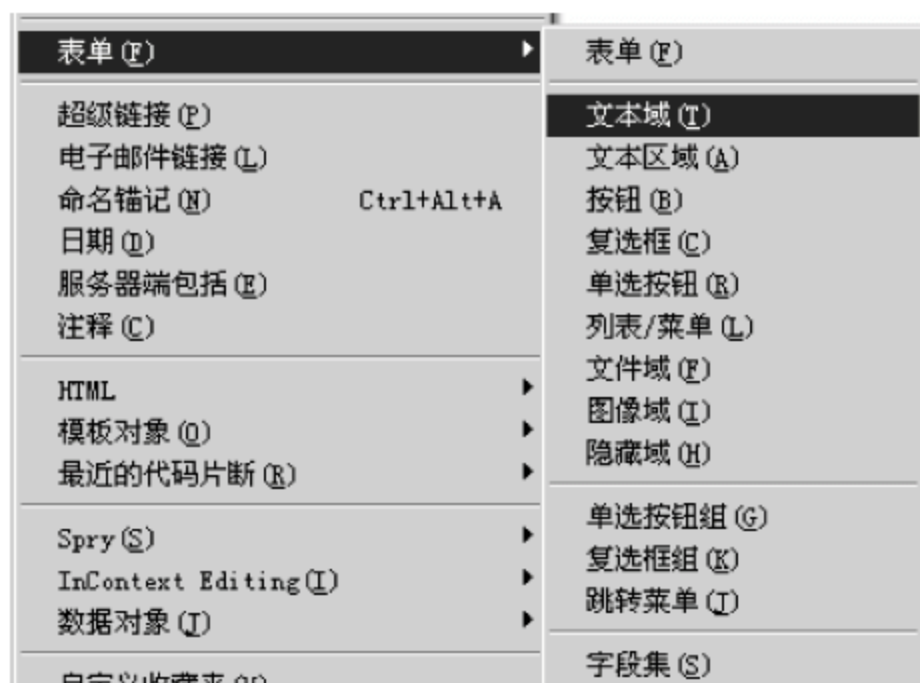 表单(F)
超级链接(P)
电子邮件链接(L)
命名锚记(N) Ctrl+Alt+A
日期(D)
服务器端包括(E)
注释(C)
HTML
模板对象(O)
最近的代码片断(R)
Spry(S)
InContext Editing(I)
数据对象(J)
表单(F)
文本域(T)
文本区域(A)
按钮(B)
复选框(C)
单选按钮(R)
列表/菜单(L)
文件域(F)
图像域(I)
隐藏域(H)
单选按钮组(G)
复选框组(K)
跳转菜单(J)
字段集(S)